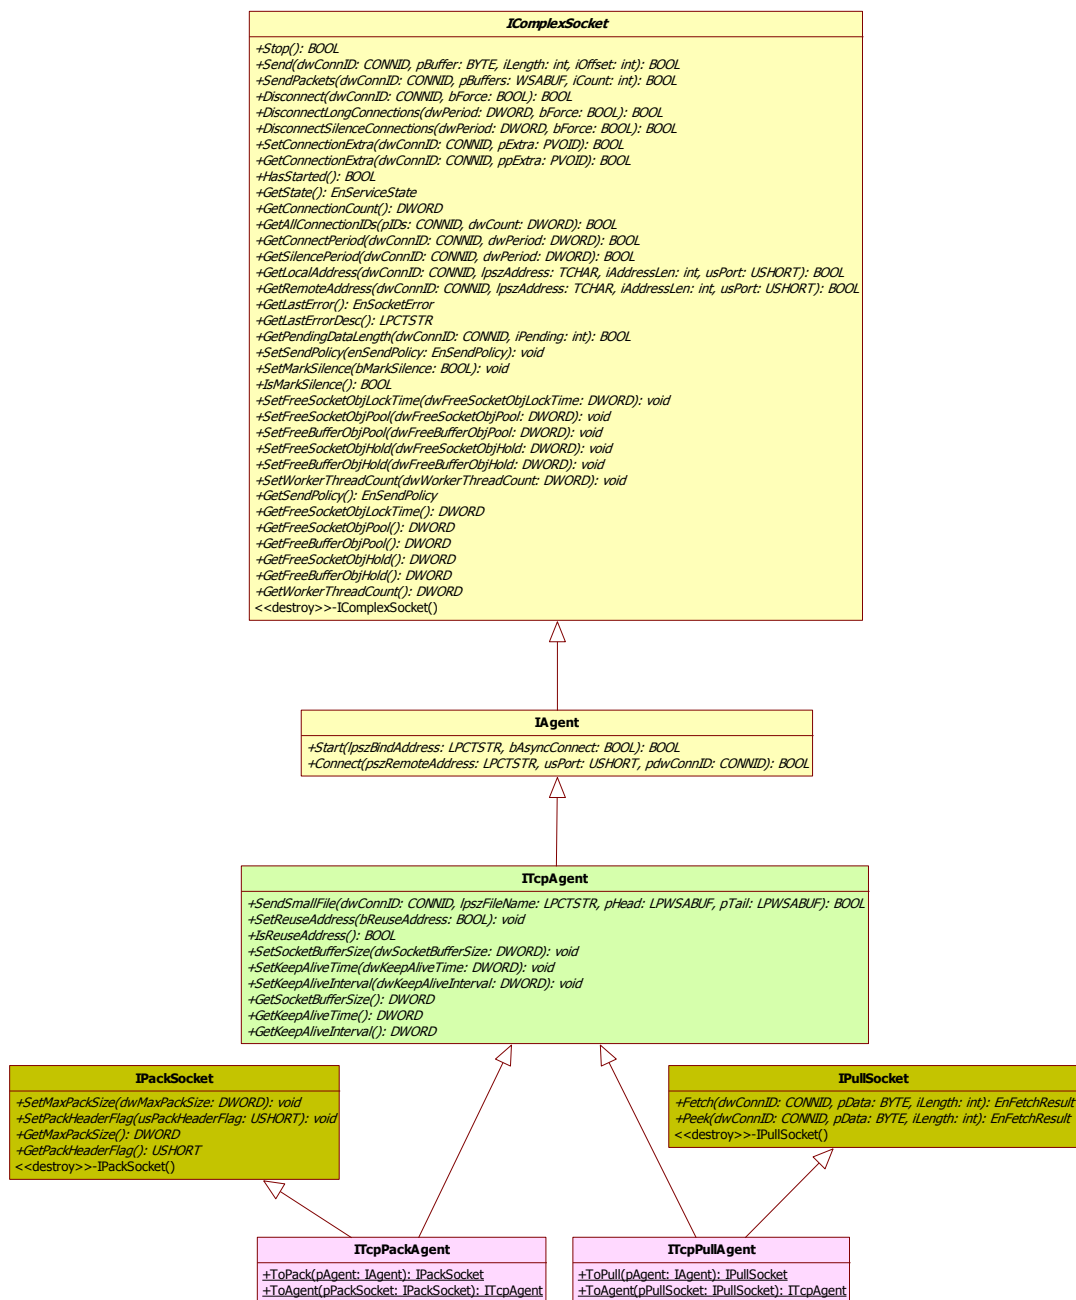 IComplexSocket
+Stop(): BOOL
+Send(dwConnID: CONNID, pBuffer: BYTE, iLength: int, iOffset: int): BOOL
+SendPackets(dwConnID: CONNID, pBuffers: WSABUF, iCount: int): BOOL
+Disconnect(dwConnID: CONNID, bForce: BOOL): BOOL
+DisconnectLongConnections(dwPeriod: DWORD, bForce: BOOL): BOOL
+DisconnectSilenceConnections(dwPeriod: DWORD, bForce: BOOL): BOOL
+SetConnectionExtra(dwConnID: CONNID, pExtra: PVOID): BOOL
+GetConnectionExtra(dwConnID: CONNID, ppExtra: PVOID): BOOL
+HasStarted(): BOOL
+GetState(): EnServiceState
+GetConnectionCount(): DWORD
+GetAllConnectionIDs(pIDs: CONNID, dwCount: DWORD): BOOL
+GetConnectPeriod(dwConnID: CONNID, dwPeriod: DWORD): BOOL
+GetSilencePeriod(dwConnID: CONNID, dwPeriod: DWORD): BOOL
+GetLocalAddress(dwConnID: CONNID, lpszAddress: TCHAR, iAddressLen: int, usPort: USHORT): BOOL
+GetRemoteAddress(dwConnID: CONNID, lpszAddress: TCHAR, iAddressLen: int, usPort: USHORT): BOOL
+GetLastError(): EnSocketError
+GetLastErrorDesc(): LPCTSTR
+GetPendingDataLength(dwConnID: CONNID, iPending: int): BOOL
+SetSendPolicy(enSendPolicy: EnSendPolicy): void
+SetMarkSilence(bMarkSilence: BOOL): void
+IsMarkSilence(): BOOL
+SetFreeSocketObjLockTime(dwFreeSocketObjLockTime: DWORD): void
+SetFreeSocketObjPool(dwFreeSocketObjPool: DWORD): void
+SetFreeBufferObjPool(dwFreeBufferObjPool: DWORD): void
+SetFreeSocketObjHold(dwFreeSocketObjHold: DWORD): void
+SetFreeBufferObjHold(dwFreeBufferObjHold: DWORD): void
+SetWorkerThreadCount(dwWorkerThreadCount: DWORD): void
+GetSendPolicy(): EnSendPolicy
+GetFreeSocketObjLockTime(): DWORD
+GetFreeSocketObjPool(): DWORD
+GetFreeBufferObjPool(): DWORD
+GetFreeSocketObjHold(): DWORD
+GetFreeBufferObjHold(): DWORD
+GetWorkerThreadCount(): DWORD
<<destroy>>-IComplexSocket()
IAgent
+Start(lpszBindAddress: LPCTSTR, bAsyncConnect: BOOL): BOOL
+Connect(pszRemoteAddress: LPCTSTR, usPort: USHORT, pdwConnID: CONNID): BOOL
ITcpAgent
+SendSmallFile(dwConnID: CONNID, lpszFileName: LPCTSTR, pHead: LPWSABUF, pTail: LPWSABUF): BOOL
+SetReuseAddress(bReuseAddress: BOOL): void
+IsReuseAddress(): BOOL
+SetSocketBufferSize(dwSocketBufferSize: DWORD): void
+SetKeepAliveTime(dwKeepAliveTime: DWORD): void
+SetKeepAliveInterval(dwKeepAliveInterval: DWORD): void
+GetSocketBufferSize(): DWORD
+GetKeepAliveTime(): DWORD
+GetKeepAliveInterval(): DWORD
IPackSocket
+SetMaxPackSize(dwMaxPackSize: DWORD): void
+SetPackHeaderFlag(usPackHeaderFlag: USHORT): void
+GetMaxPackSize(): DWORD
+GetPackHeaderFlag(): USHORT
<<destroy>>-IPackSocket()
IPullSocket
+Fetch(dwConnID: CONNID, pData: BYTE, iLength: int): EnFetchResult
+Peek(dwConnID: CONNID, pData: BYTE, iLength: int): EnFetchResult
<<destroy>>-IPullSocket()
ITcpPackAgent
+ToPack(pAgent: IAgent): IPackSocket
+ToAgent(pPackSocket: IPackSocket): ITcpAgent
ITcpPullAgent
+ToPull(pAgent: IAgent): IPullSocket
+ToAgent(pPullSocket: IPullSocket): ITcpAgent